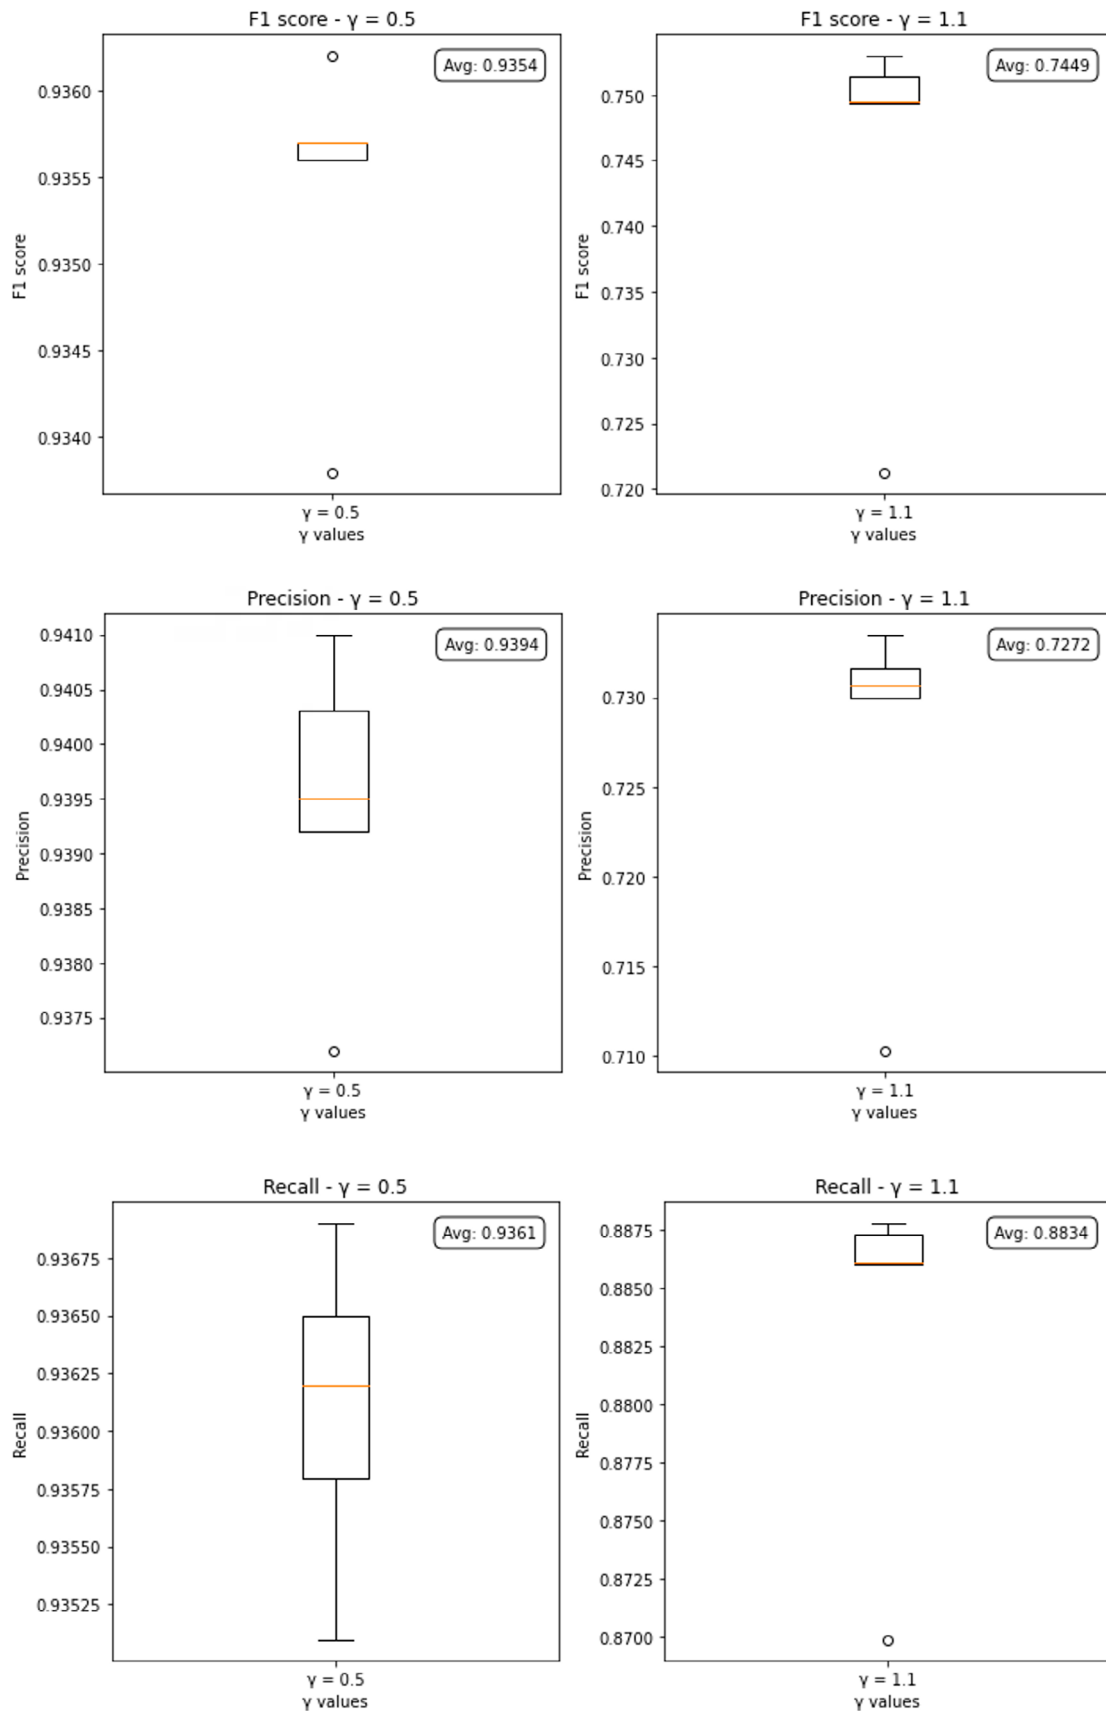 F1 score - γ = 0.5
Avg: 0.9354
0.9360
0.9355
0.9350
0.9345
0.9340
F1 score
γ = 0.5
γ values
F1 score - γ = 1.1
Avg: 0.7449
0.750
0.745
0.740
0.735
0.730
0.725
0.720
F1 score
γ = 1.1
γ values
Precision - γ = 0.5
Avg: 0.9394
0.9410
0.9405
0.9400
0.9395
0.9390
0.9385
0.9380
0.9375
Precision
γ = 0.5
γ values
Precision - γ = 1.1
Avg: 0.7272
0.730
0.725
0.720
0.715
0.710
Precision
γ = 1.1
γ values
Recall - γ = 0.5
Avg: 0.9361
0.93675
0.93650
0.93625
0.93600
0.93575
0.93550
0.93525
Recall
γ = 0.5
γ values
Recall - γ = 1.1
Avg: 0.8834
0.8875
0.8850
0.8825
0.8800
0.8775
0.8750
0.8725
0.8700
Recall
γ = 1.1
γ values